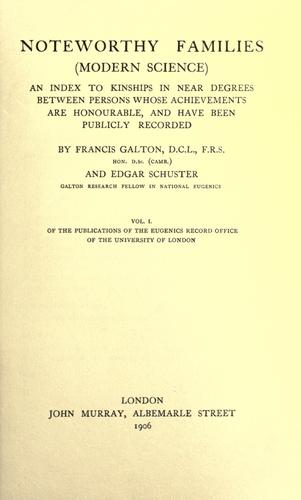 NOTEWORTHY FAMILIES
(MODERN SCIENCE)
AN INDEX TO KINSHIPS IN NEAR DEGREES
BETWEEN PERSONS WHOSE ACHIEVEMENTS
ARE HONOURABLE, AND HAVE BEEN
PUBLICLY RECORDED
BY FRANCIS GALTON, D.C.L., F.R.S.
HON. D.Sc. (CAMB.)
AND EDGAR SCHUSTER
GALTON RESEARCH FELLOW IN NATIONAL EUGENICS
VOL. I.
OF THE PUBLICATIONS OF THE EUGENICS RECORD OFFICE
OF THE UNIVERSITY OF LONDON
LONDON
JOHN MURRAY, ALBEMARLE STREET
1906